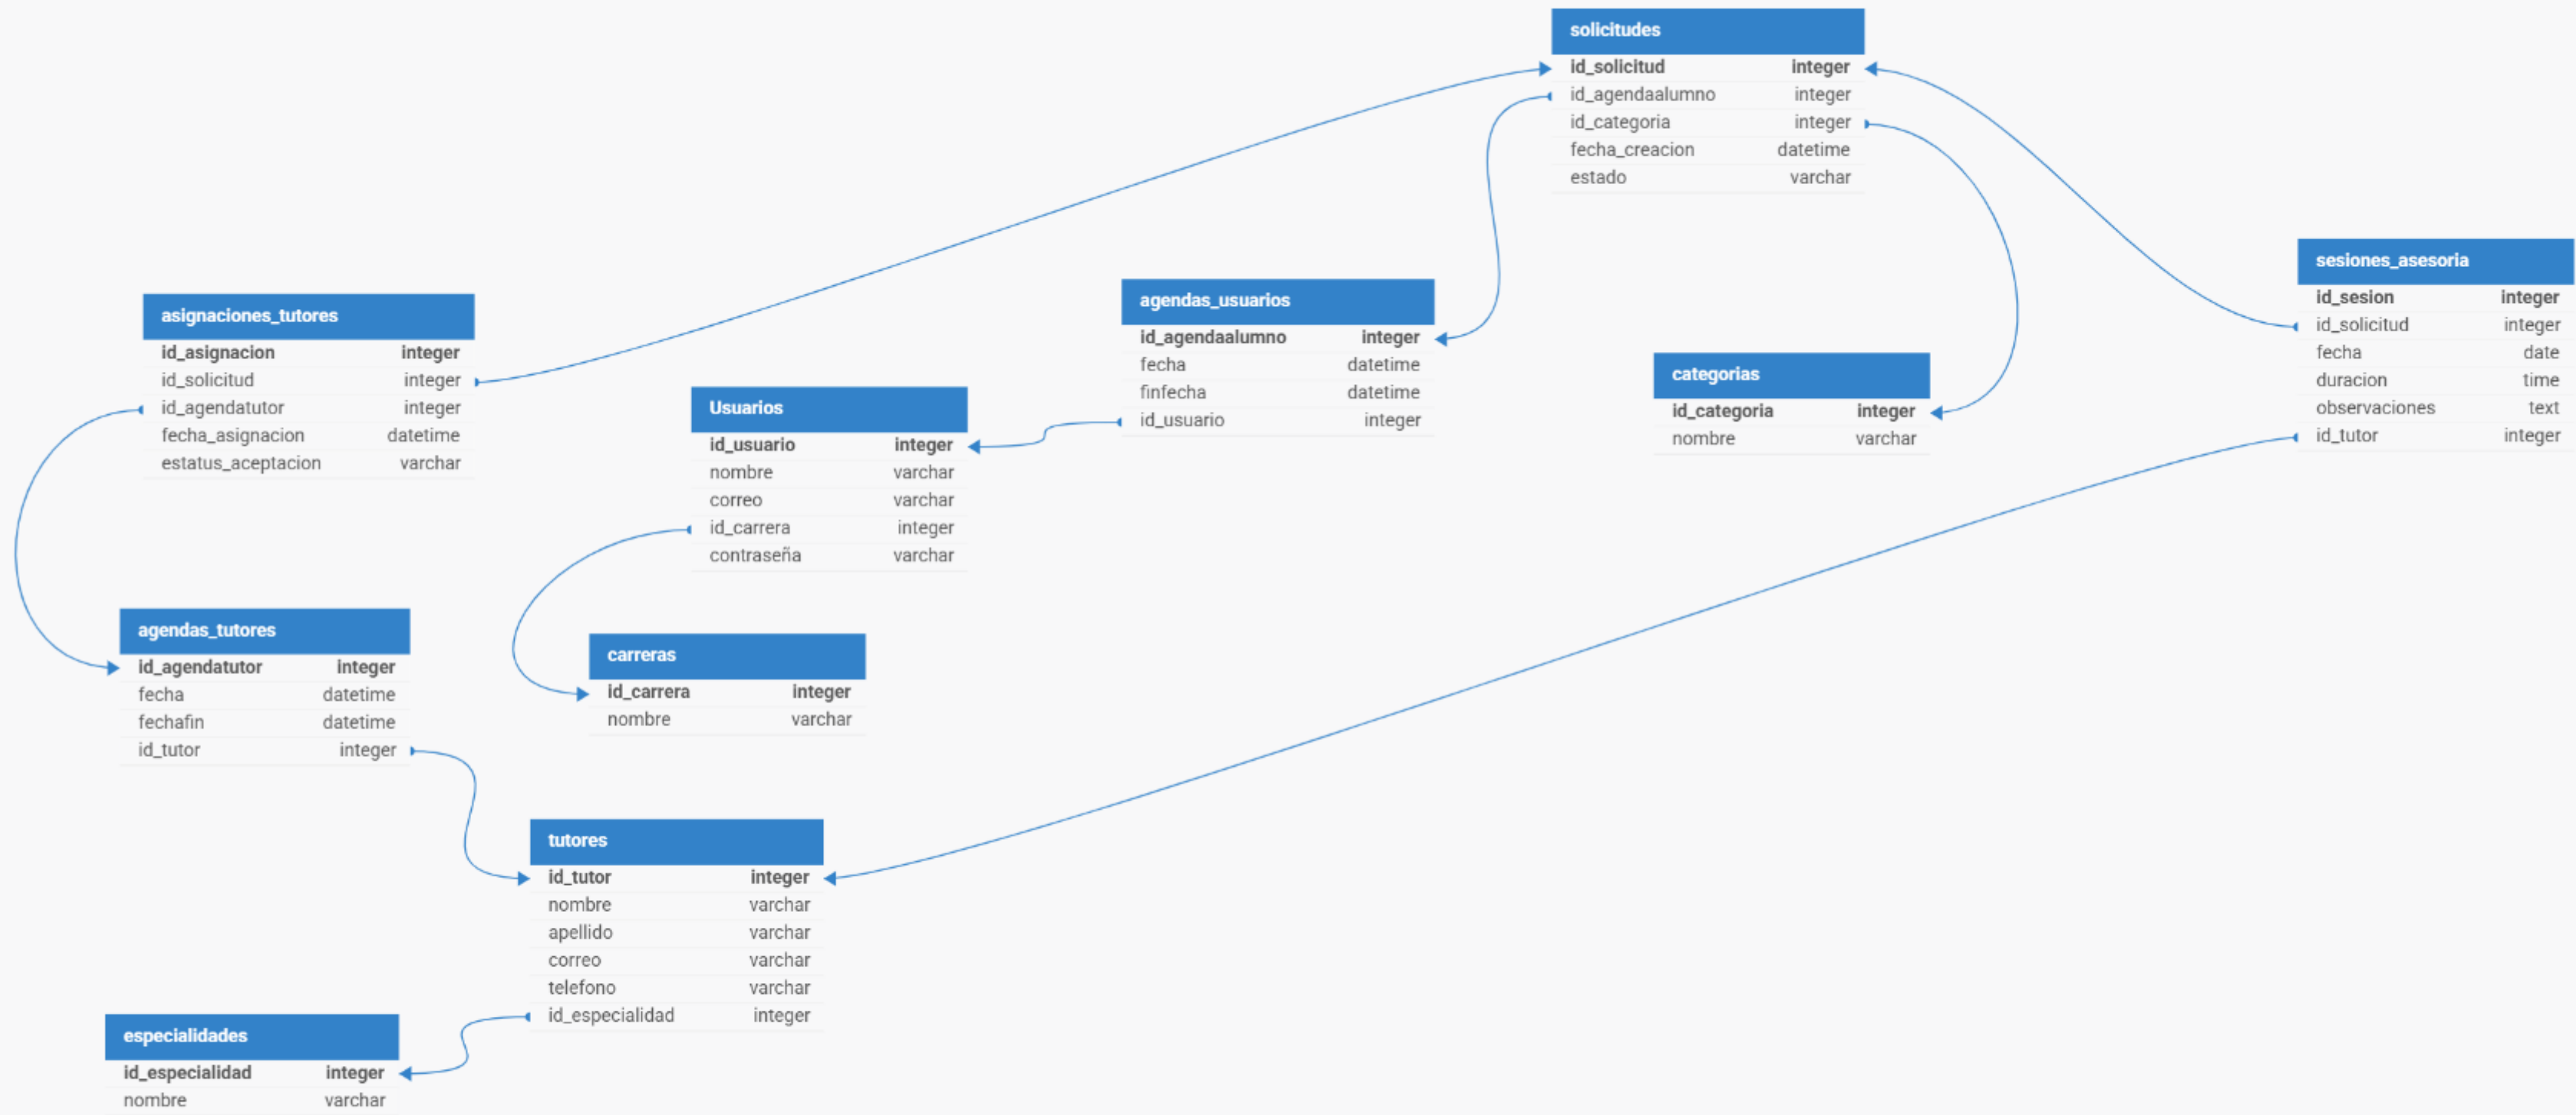 solicitudes
id_solicitud integer
id_agendaalumno integer
id_categoria integer
fecha_creacion datetime
estado varchar
sesiones_asesoria
id_sesion integer
id_solicitud integer
fecha date
duracion time
observaciones text
id_tutor integer
agendas_usuarios
id_agendaalumno integer
fecha datetime
finfecha datetime
id_usuario integer
asignaciones_tutores
id_asignacion integer
id_solicitud integer
id_agendatutor integer
fecha_asignacion datetime
estatus_aceptacion varchar
categorias
id_categoria integer
nombre varchar
Usuarios
id_usuario integer
nombre varchar
correo varchar
id_carrera integer
contraseña varchar
agendas_tutores
id_agendatutor integer
fecha datetime
fechafin datetime
id_tutor integer
carreras
id_carrera integer
nombre varchar
tutores
id_tutor integer
nombre varchar
apellido varchar
correo varchar
telefono varchar
id_especialidad integer
especialidades
id_especialidad integer
nombre varchar